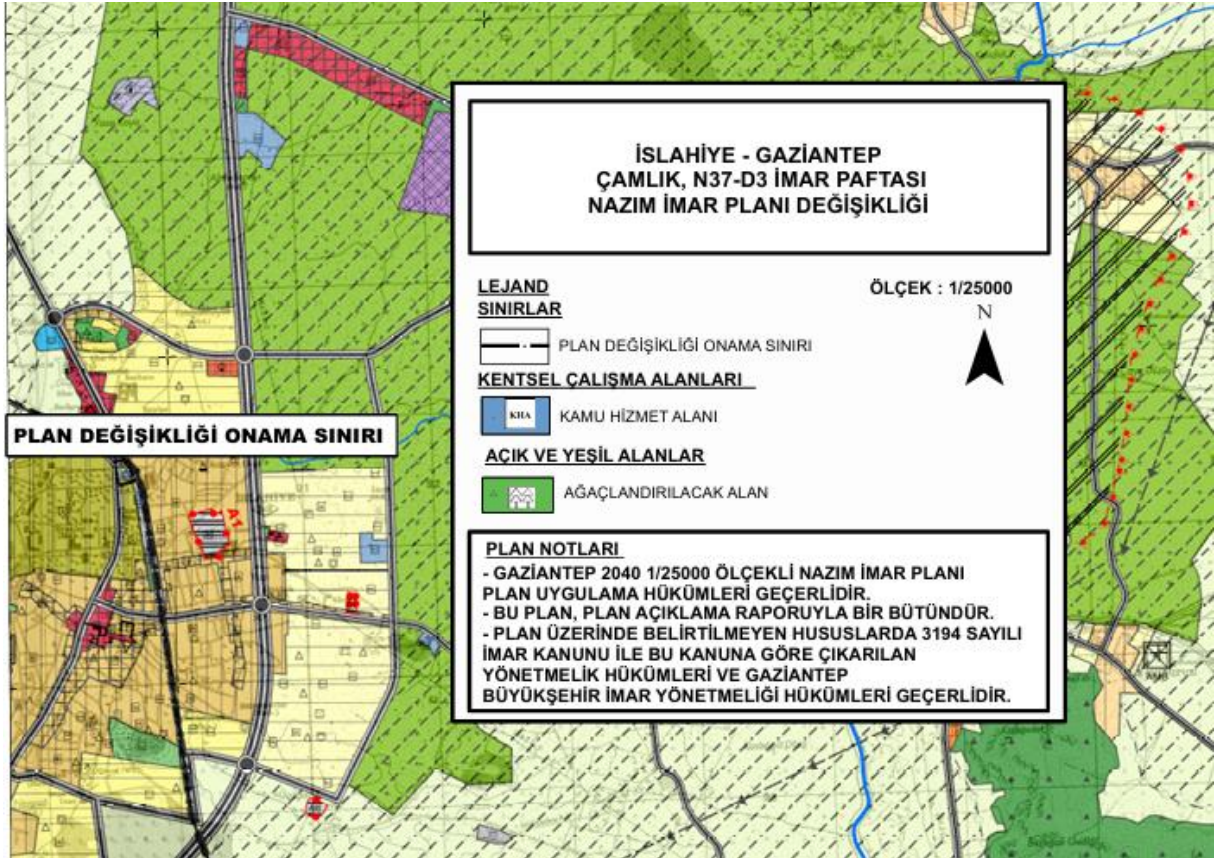 İSLAHİYE - GAZİANTEP
ÇAMLIK, N37-D3 İMAR PAFTASI
NAZIM İMAR PLANI DEĞİŞİKLİĞİ
LEJAND
SINIRLAR
ÖLÇEK : 1/25000
N
PLAN DEĞİŞİKLİĞİ ONAMA SINIRI
KENTSEL ÇALIŞMA ALANLARI
KHA
KAMU HİZMET ALANI
AÇIK VE YEŞİL ALANLAR
AĞAÇLANDIRILACAK ALAN
PLAN NOTLARI
- GAZİANTEP 2040 1/25000 ÖLÇEKLİ NAZIM İMAR PLANI
PLAN UYGULAMA HÜKÜMLERİ GEÇERLİDİR.
- BU PLAN, PLAN AÇIKLAMA RAPORUYLA BİR BÜTÜNDÜR.
- PLAN ÜZERİNDE BELİRTİLMEYEN HUSUSLARDA 3194 SAYILI
İMAR KANUNU İLE BU KANUNA GÖRE ÇIKARILAN
YÖNETMELİK HÜKÜMLERİ VE GAZİANTEP
BÜYÜKŞEHİR İMAR YÖNETMELİĞİ HÜKÜMLERİ GEÇERLİDİR.
PLAN DEĞİŞİKLİĞİ ONAMA SINIRI
A1